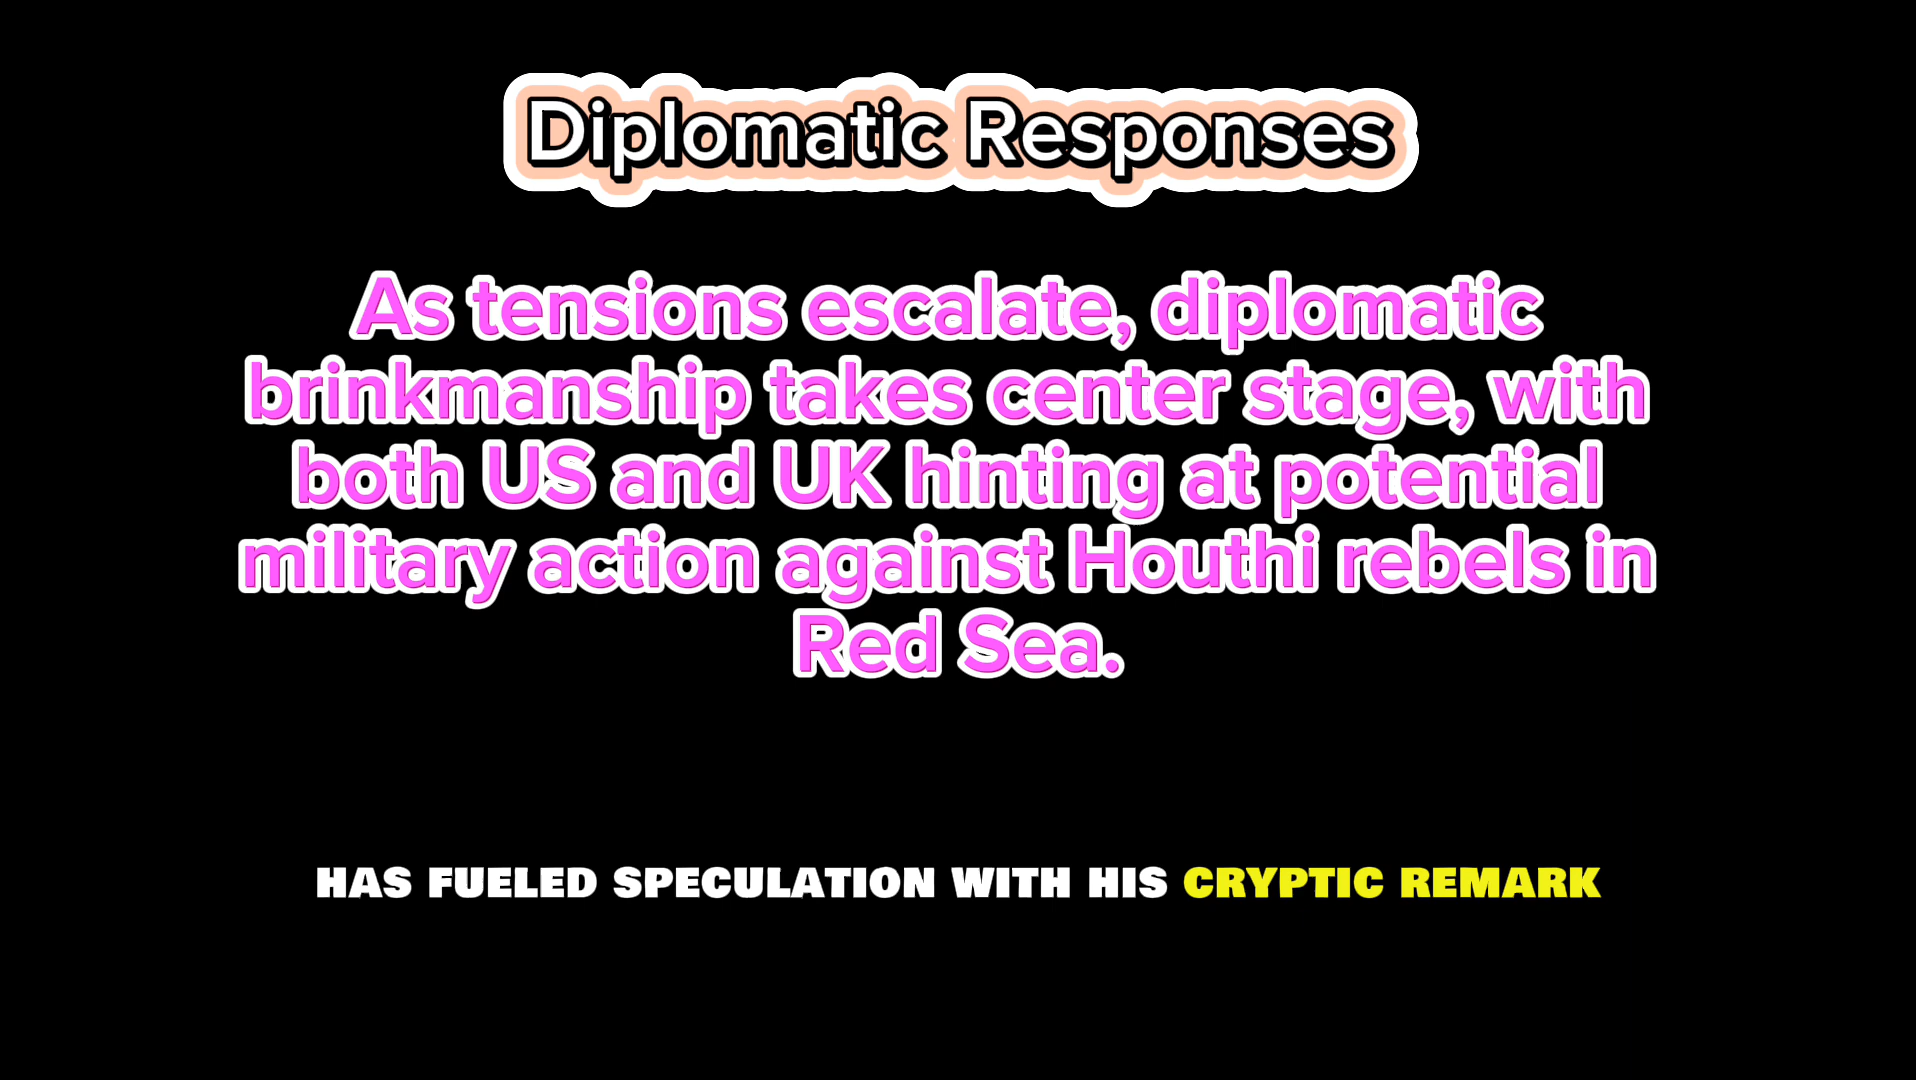 Diplomatic Responses
As tensions escalate, diplomatic
brinkmanship takes center stage, with
both US and UK hinting at potential
military action against Houthi rebels in
Red Sea.
HAS FUELED SPECULATION WITH HIS CRYPTIC REMARK